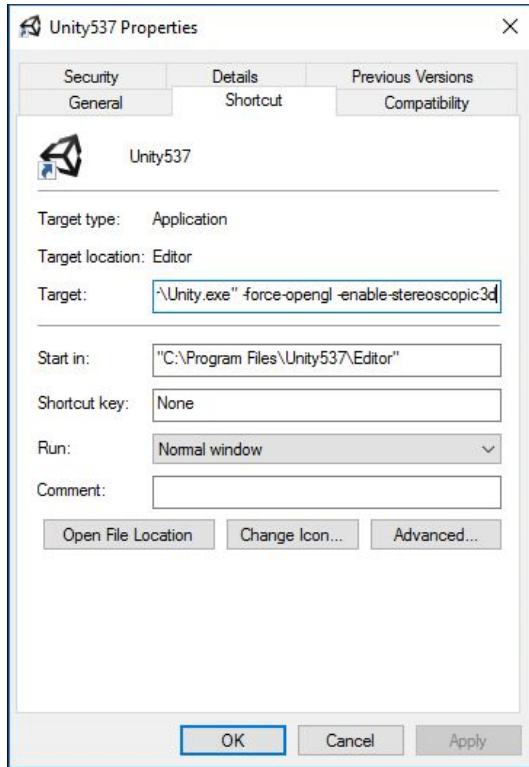 Unity537 Properties
Security Details Previous Versions
General Shortcut Compatibility
Unity537
Target type: Application
Target location: Editor
Target: \Unity.exe" -force-opengl -enable-stereoscopic3d
Start in: "C:\Program Files\Unity537\Editor"
Shortcut key: None
Run: Normal window
Comment:
Open File Location Change Icon... Advanced...
OK Cancel Apply